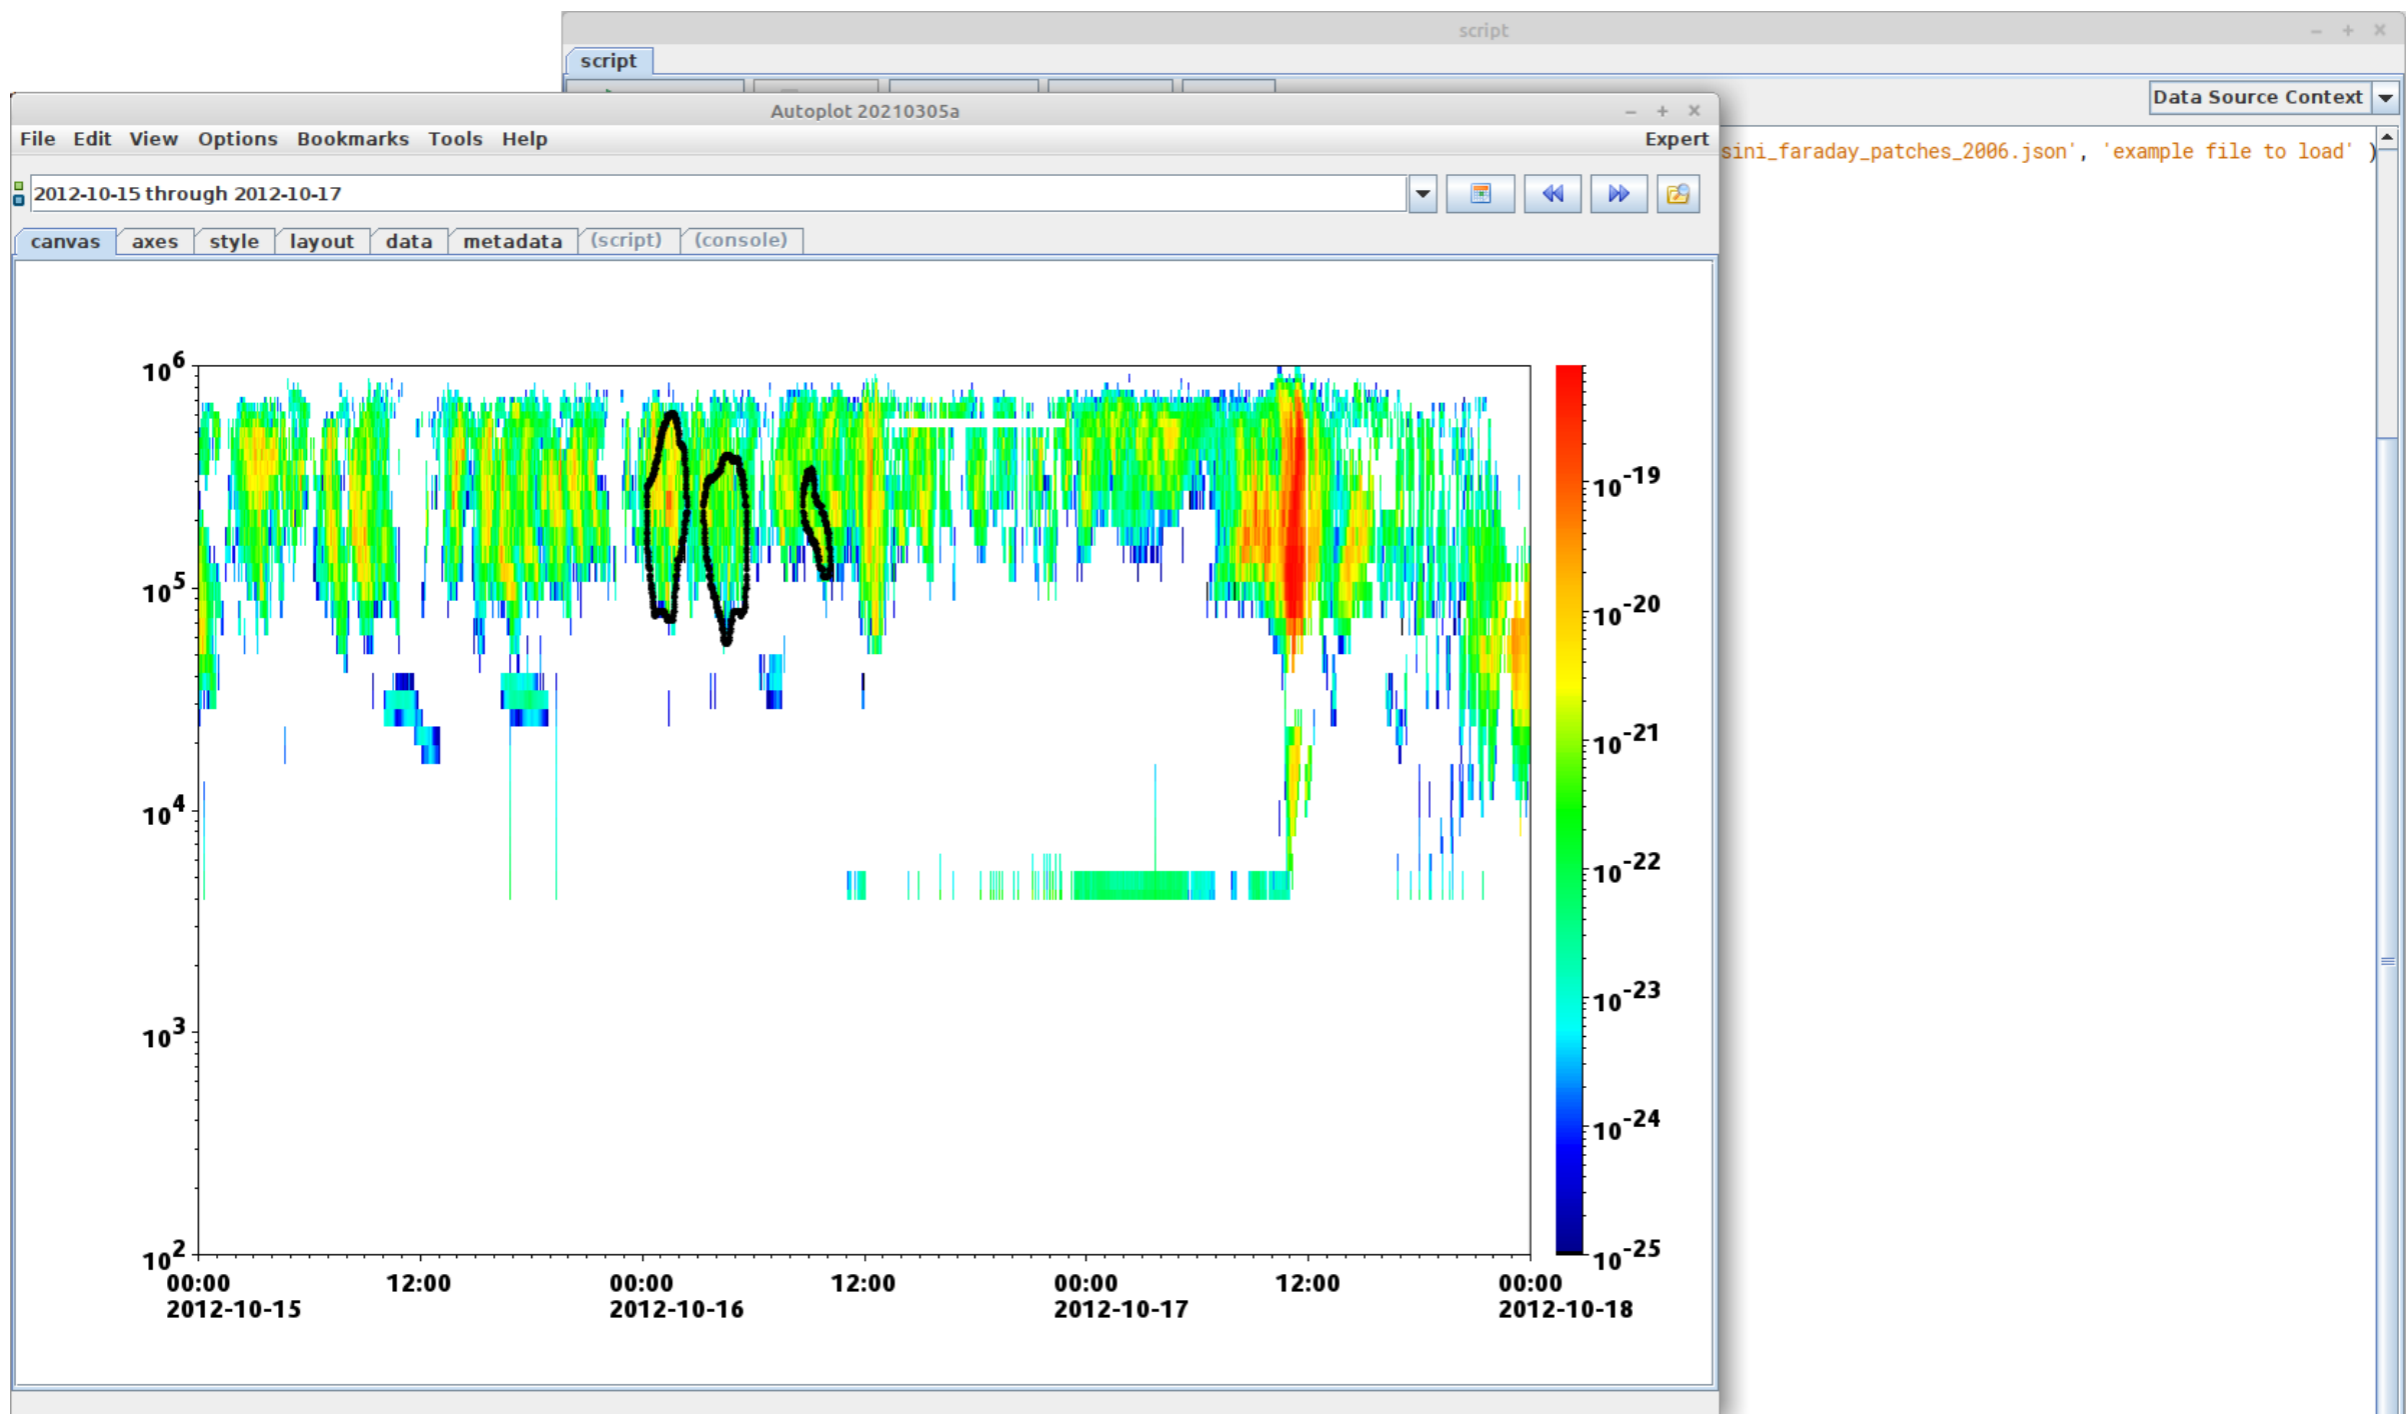 script
script
Data Source Context
sini_faraday_patches_2006.json', 'example file to load' )
Autoplot 20210305a
File Edit View Options Bookmarks Tools Help Expert
2012-10-15 through 2012-10-17
canvas axes style layout data metadata (script) (console)
10^6
10^5
10^4
10^3
10^2
10^-19
10^-20
10^-21
10^-22
10^-23
10^-24
10^-25
00:00 12:00 00:00 12:00 00:00 12:00 00:00
2012-10-15 2012-10-16 2012-10-17 2012-10-18